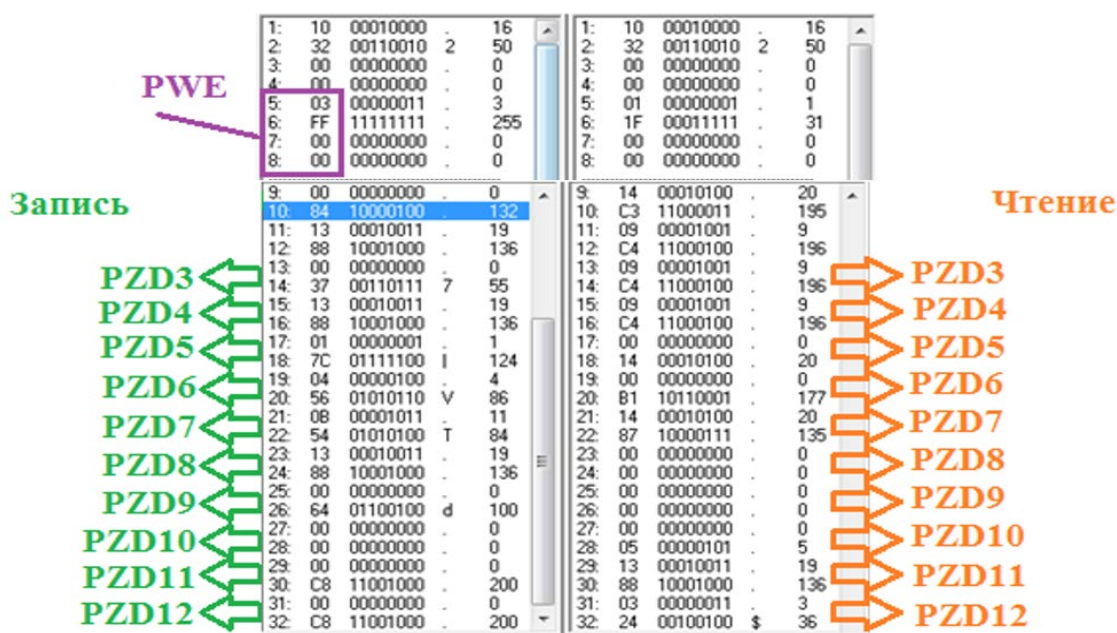 1: 10 00010000 . 16 1: 10 00010000 . 16
2: 32 00110010 2 50 2: 32 00110010 2 50
3: 00 00000000 . 0 3: 00 00000000 . 0
PWE
4: 00 00000000 . 0 4: 00 00000000 . 0
5: 03 00000011 . 3 5: 01 00000001 . 1
6: FF 11111111 . 255 6: 1F 00011111 . 31
7: 00 00000000 . 0 7: 00 00000000 . 0
8: 00 00000000 . 0 8: 00 00000000 . 0
Запись 9: 00 00000000 . 0 9: 14 00010100 . 20 Чтение
10: 84 10000100 . 132 10: C3 11000011 . 195
11: 13 00010011 . 19 11: 09 00001001 . 9
12: 88 10001000 . 136 12: C4 11000100 . 196
PZD3 13: 00 00000000 . 0 13: 09 00001001 . 9 PZD3
14: 37 00110111 7 55 14: C4 11000100 . 196
PZD4 15: 13 00010011 . 19 15: 09 00001001 . 9 PZD4
16: 88 10001000 . 136 16: C4 11000100 . 196
PZD5 17: 01 00000001 . 1 17: 00 00000000 . 0 PZD5
18: 7C 01111100 | 124 18: 14 00010100 . 20
PZD6 19: 04 00000100 . 4 19: 00 00000000 . 0 PZD6
20: 56 01010110 V 86 20: B1 10110001 . 177
PZD7 21: 0B 00001011 . 11 21: 14 00010100 . 20 PZD7
22: 54 01010100 T 84 22: 87 10000111 . 135
PZD8 23: 13 00010011 . 19 23: 00 00000000 . 0 PZD8
24: 88 10001000 . 136 24: 00 00000000 . 0
PZD9 25: 00 00000000 . 0 25: 00 00000000 . 0 PZD9
26: 64 01100100 d 100 26: 00 00000000 . 0
PZD10 27: 00 00000000 . 0 27: 00 00000000 . 0 PZD10
28: 00 00000000 . 0 28: 05 00000101 . 5
PZD11 29: 00 00000000 . 0 29: 13 00010011 . 19 PZD11
30: C8 11001000 . 200 30: 88 10001000 . 136
PZD12 31: 00 00000000 . 0 31: 03 00000011 . 3 PZD12
32: C8 11001000 . 200 32: 24 00100100 $ 36